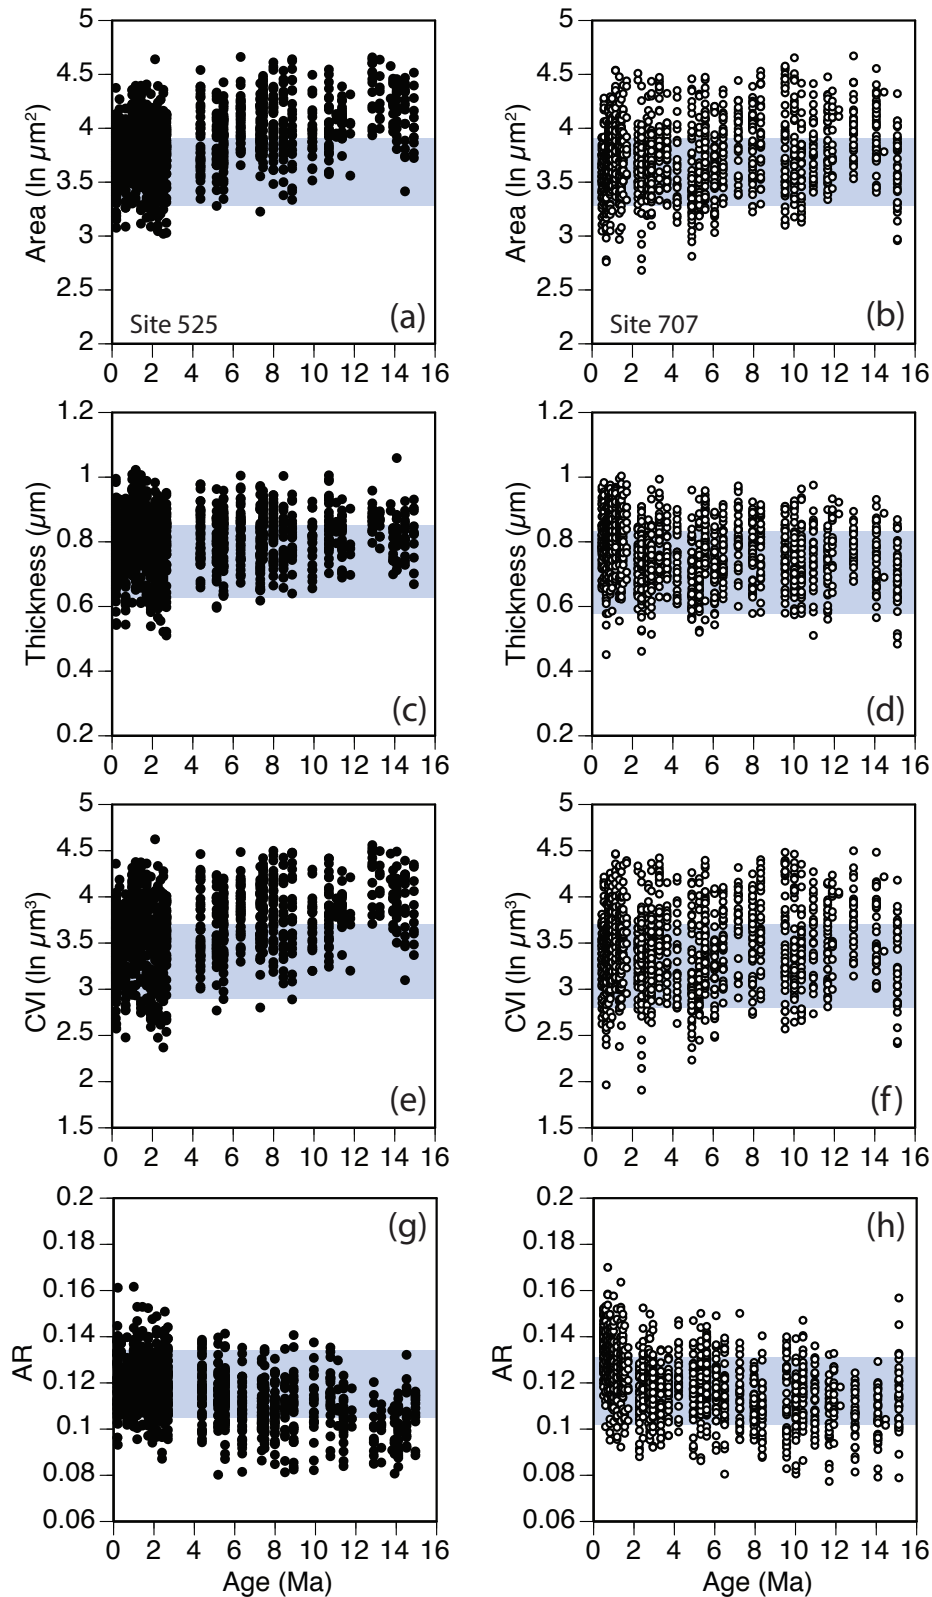 5
4.5
4
3.5
3
2.5
2
Area (ln µm²)
Site 525
(a)
0 2 4 6 8 10 12 14 16
5
4.5
4
3.5
3
2.5
2
Area (ln µm²)
Site 707
(b)
0 2 4 6 8 10 12 14 16
1.2
1
0.8
0.6
0.4
0.2
Thickness (µm)
(c)
0 2 4 6 8 10 12 14 16
1.2
1
0.8
0.6
0.4
0.2
Thickness (µm)
(d)
0 2 4 6 8 10 12 14 16
5
4.5
4
3.5
3
2.5
2
1.5
CVI (ln µm³)
(e)
0 2 4 6 8 10 12 14 16
5
4.5
4
3.5
3
2.5
2
1.5
CVI (ln µm³)
(f)
0 2 4 6 8 10 12 14 16
0.2
0.18
0.16
0.14
0.12
0.1
0.08
0.06
AR
(g)
0 2 4 6 8 10 12 14 16
Age (Ma)
0.2
0.18
0.16
0.14
0.12
0.1
0.08
0.06
AR
(h)
0 2 4 6 8 10 12 14 16
Age (Ma)